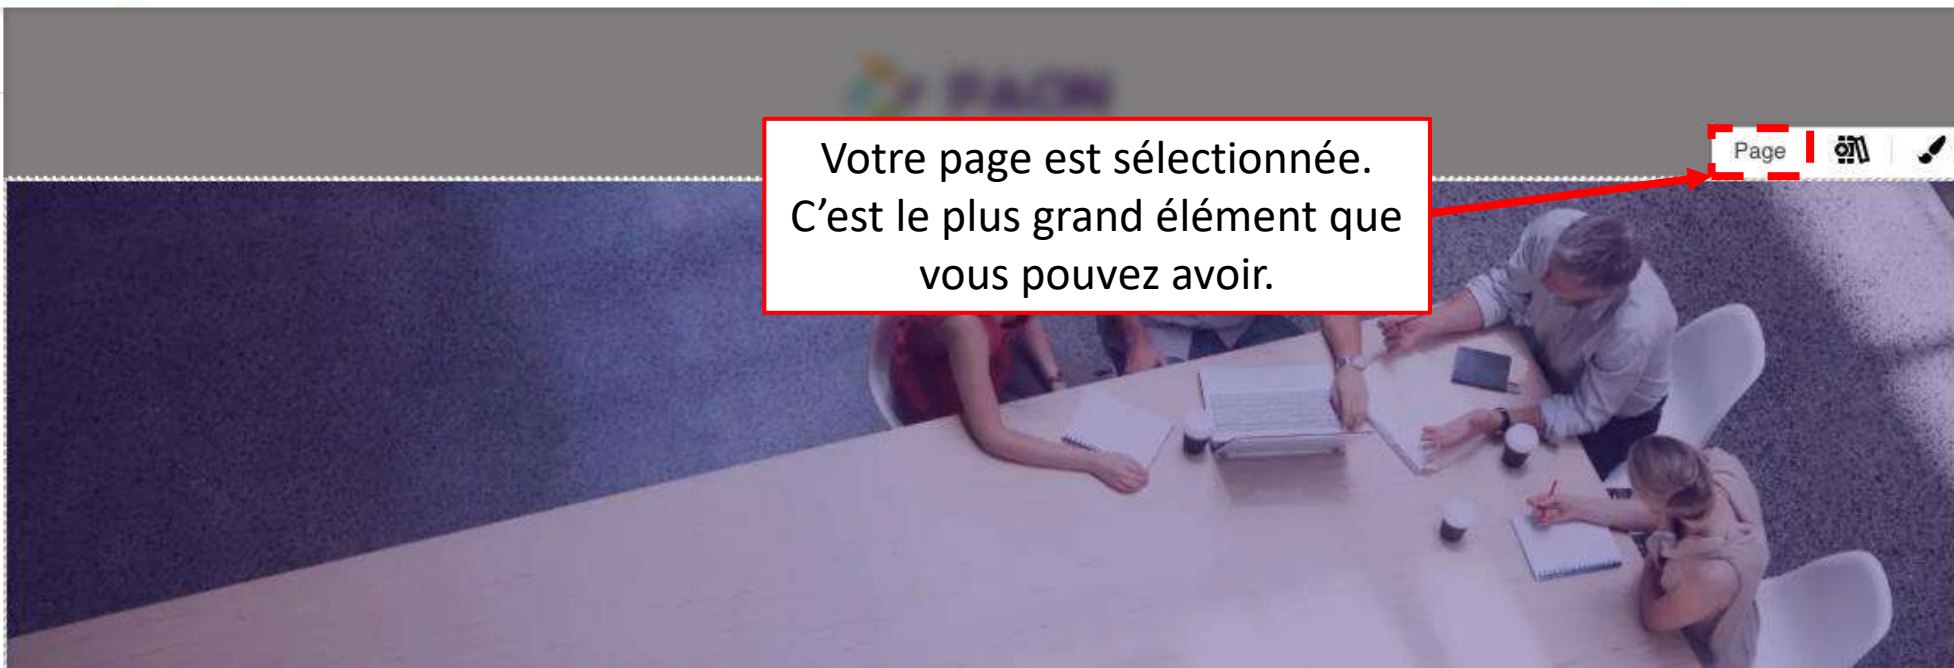 Votre page est sélectionnée.
C’est le plus grand élément que
vous pouvez avoir.
Page